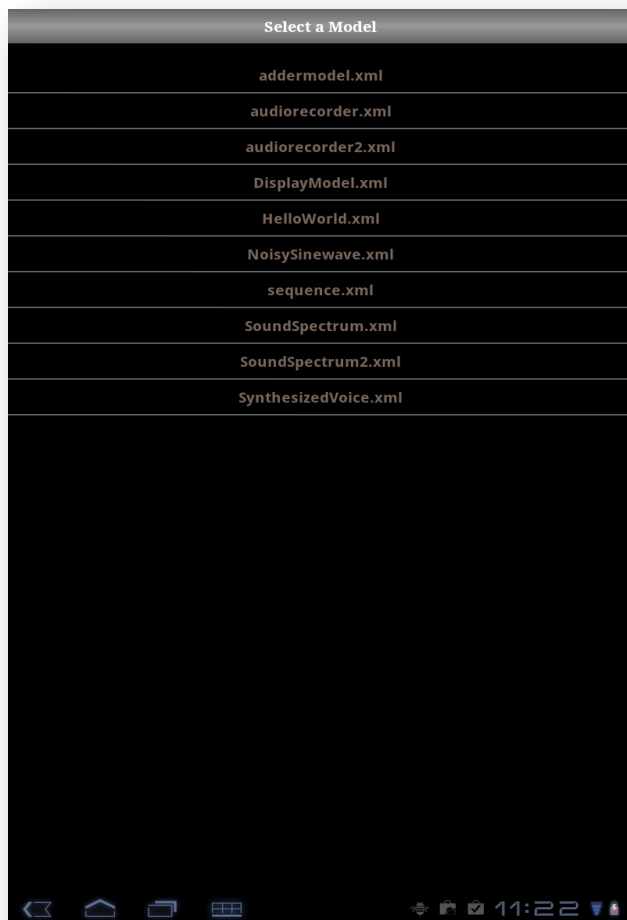 Select a Model
addermodel.xml
audiorecorder.xml
audiorecorder2.xml
DisplayModel.xml
HelloWorld.xml
NoisySinewave.xml
sequence.xml
SoundSpectrum.xml
SoundSpectrum2.xml
SynthesizedVoice.xml
11:22